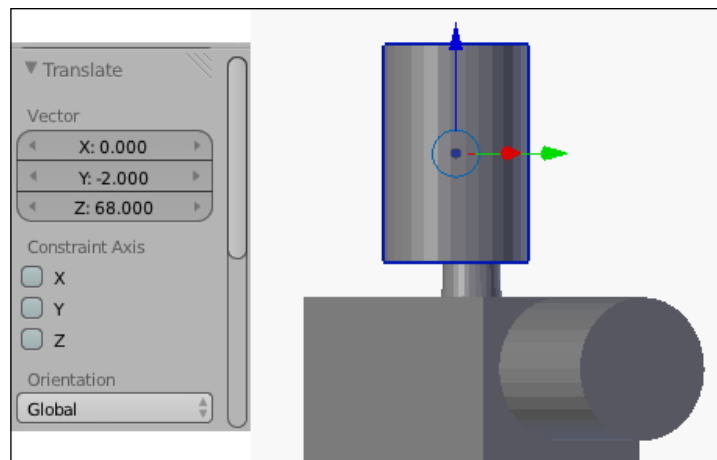 Translate
Vector
X: 0.000
Y: -2.000
Z: 68.000
Constraint Axis
X
Y
Z
Orientation
Global